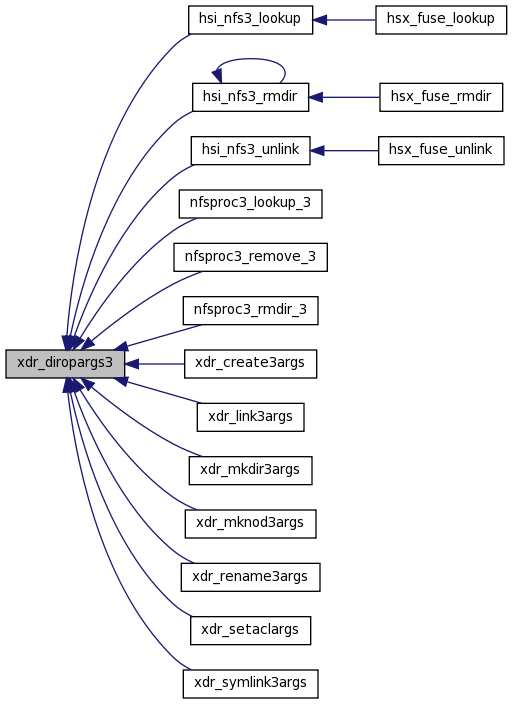 hsi_nfs3_lookup
hsx_fuse_lookup
hsi_nfs3_rmdir
hsx_fuse_rmdir
hsi_nfs3_unlink
hsx_fuse_unlink
nfsproc3_lookup_3
nfsproc3_remove_3
nfsproc3_rmdir_3
xdr_diropargs3
xdr_create3args
xdr_link3args
xdr_mkdir3args
xdr_mknod3args
xdr_rename3args
xdr_setaclargs
xdr_symlink3args